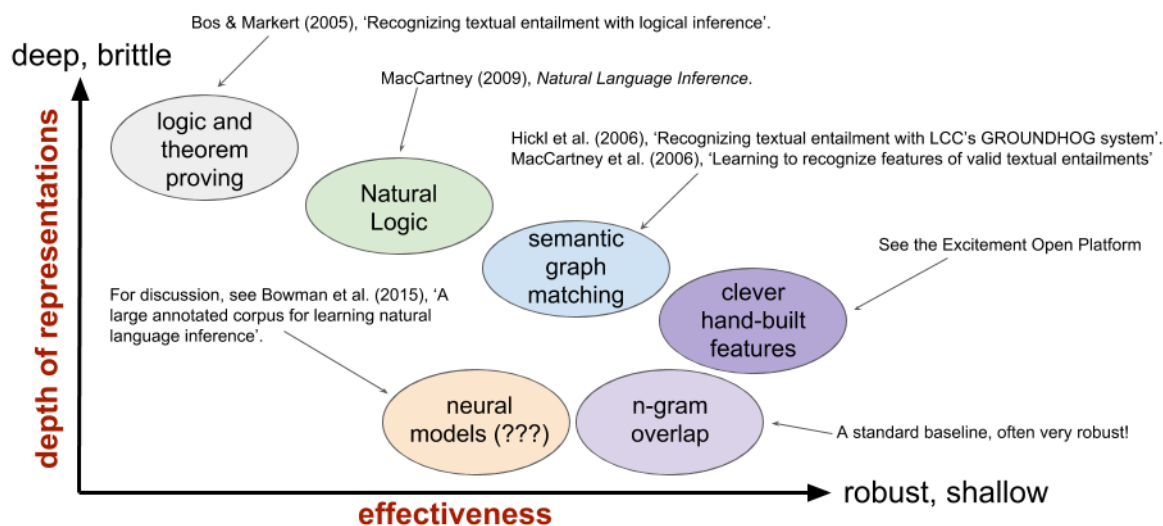 Bos & Markert (2005), ‘Recognizing textual entailment with logical inference’.
deep, brittle
MacCartney (2009), Natural Language Inference.
logic and
theorem
proving
Hickl et al. (2006), ‘Recognizing textual entailment with LCC’s GROUNDHOG system’.
MacCartney et al. (2006), ‘Learning to recognize features of valid textual entailments’
Natural
Logic
semantic
graph
matching
See the Excitement Open Platform
clever
hand-built
features
For discussion, see Bowman et al. (2015), ‘A
large annotated corpus for learning natural
language inference’.
depth of representations
neural
models (???)
n-gram
overlap
A standard baseline, often very robust!
robust, shallow
effectiveness